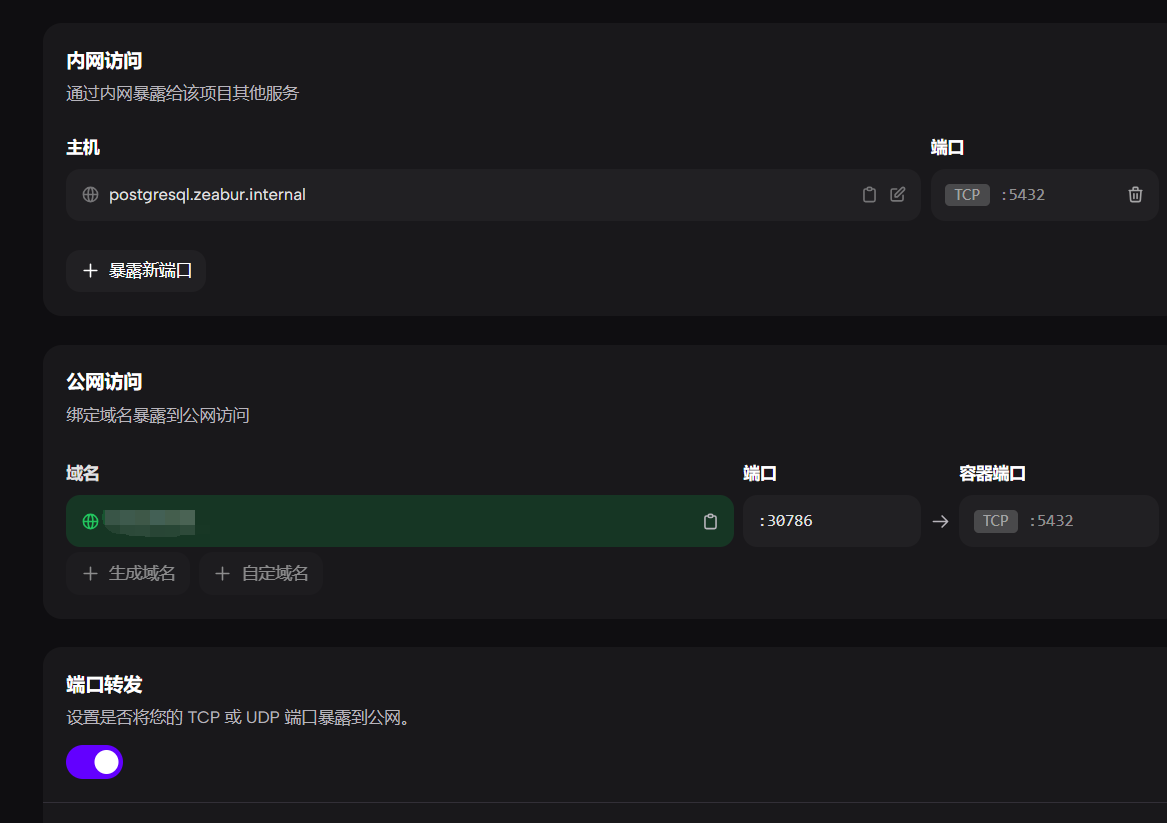 内网访问
通过内网暴露给该项目其他服务
主机 端口
postgresql.zeabur.internal TCP :5432
暴露新端口
公网访问
绑定域名暴露到公网访问
域名 端口 容器端口
:30786 TCP :5432
生成域名 自定域名
端口转发
设置是否将您的 TCP 或 UDP 端口暴露到公网。